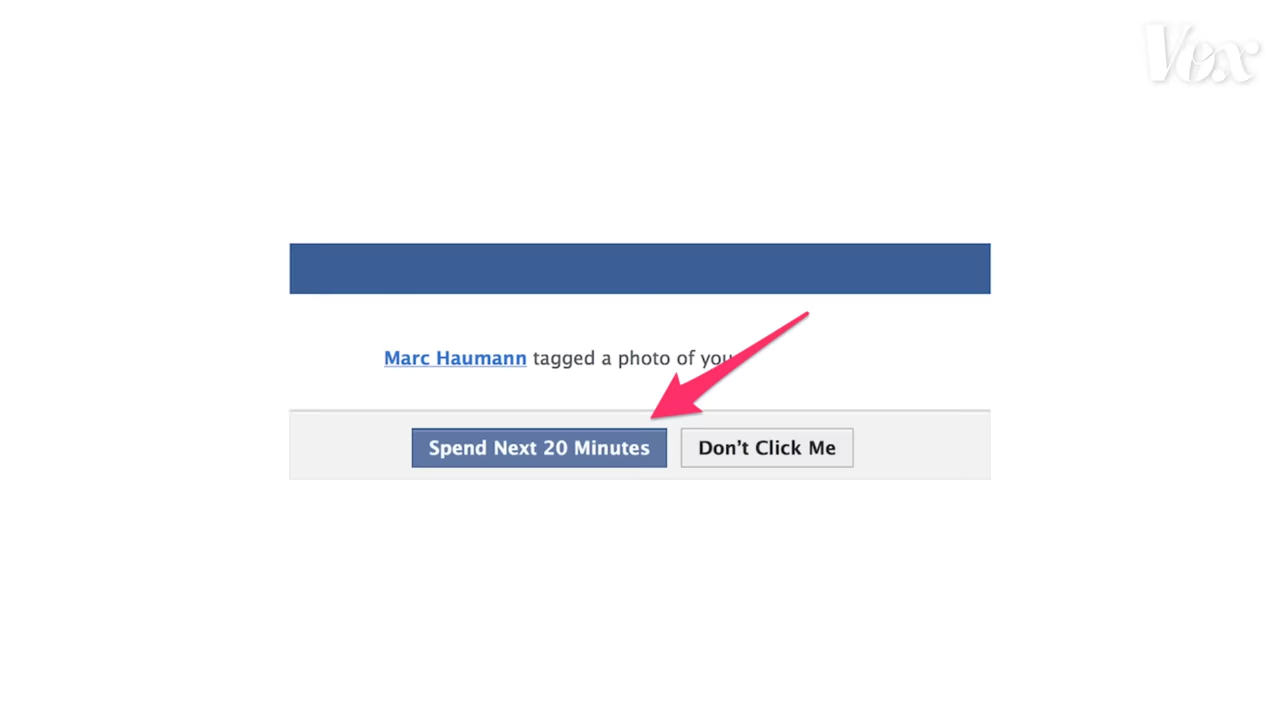 Vox
Marc Haumann tagged a photo of you
Spend Next 20 Minutes
Don't Click Me